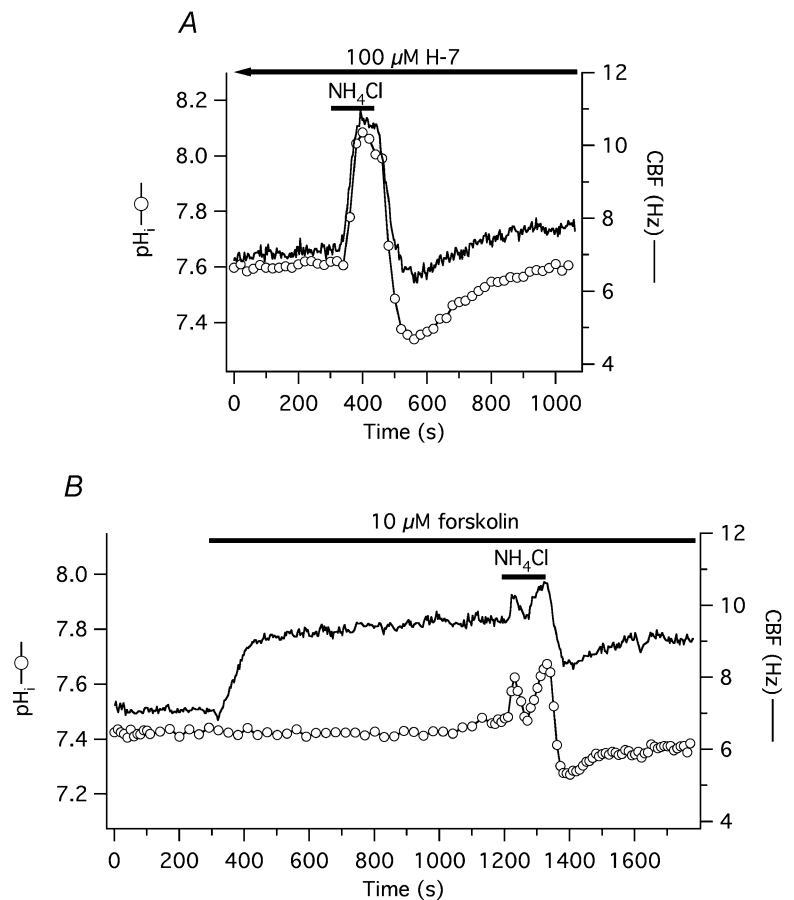 A
100 µM H-7
NH4Cl
8.2
8.0
7.8
7.6
7.4
pHi
12
10
8
6
4
CBF (Hz)
0 200 400 600 800 1000
Time (s)
B
10 µM forskolin
NH4Cl
8.0
7.8
7.6
7.4
7.2
pHi
12
10
8
6
4
CBF (Hz)
0 200 400 600 800 1000 1200 1400 1600
Time (s)